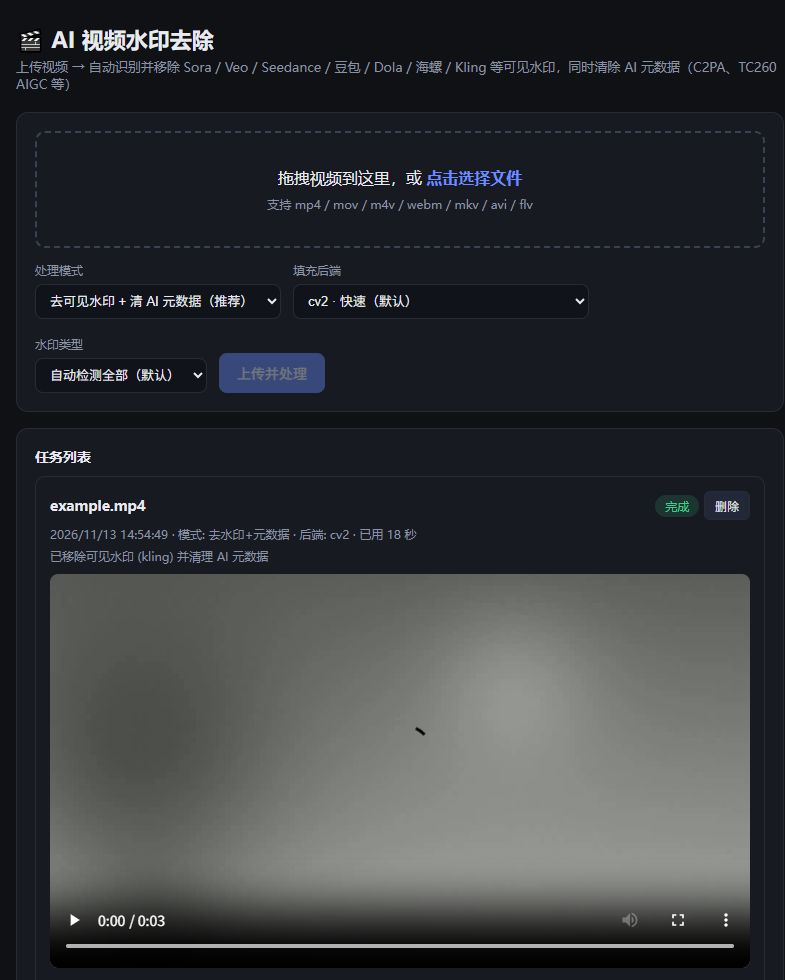 🎬 AI 视频水印去除
上传视频 → 自动识别并移除 Sora / Veo / Seedance / 豆包 / Dola / 海螺 / Kling 等可见水印，同时清除 AI 元数据（C2PA、TC260
AIGC 等）
拖拽视频到这里，或 点击选择文件
支持 mp4 / mov / m4v / webm / mkv / avi / flv
处理模式
填充后端
去可见水印 + 清 AI 元数据（推荐）
cv2 · 快速（默认）
水印类型
自动检测全部（默认）
上传并处理
任务列表
example.mp4
完成
删除
2026/11/13 14:54:49 · 模式: 去水印+元数据 · 后端: cv2 · 已用 18 秒
已移除可见水印 (kling) 并清理 AI 元数据
0:00 / 0:03